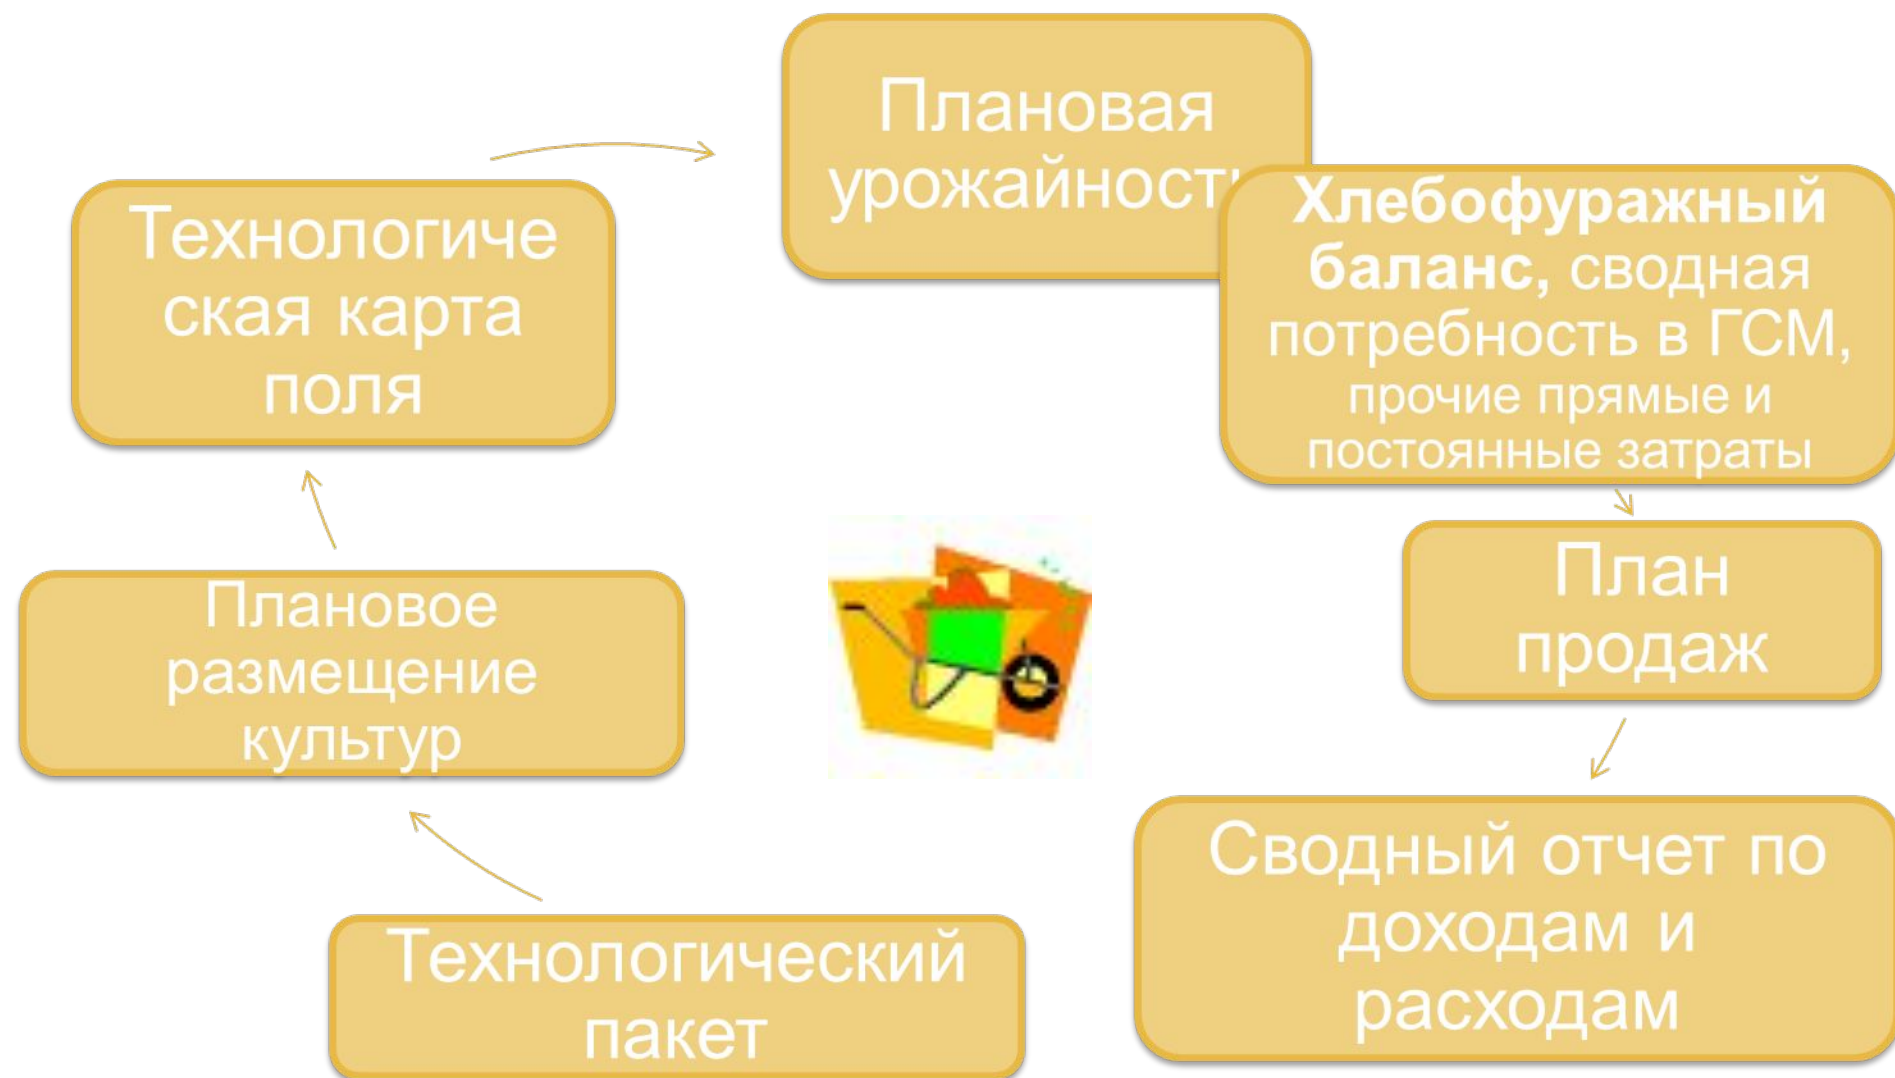 Плановая
урожайност
Хлебофуражный
баланс, сводная
потребность в ГСМ,
прочие прямые и
постоянные затраты
Технологиче
ская карта
поля
План
продаж
Плановое
размещение
культур
Сводный отчет по
доходам и
расходам
Технологический
пакет